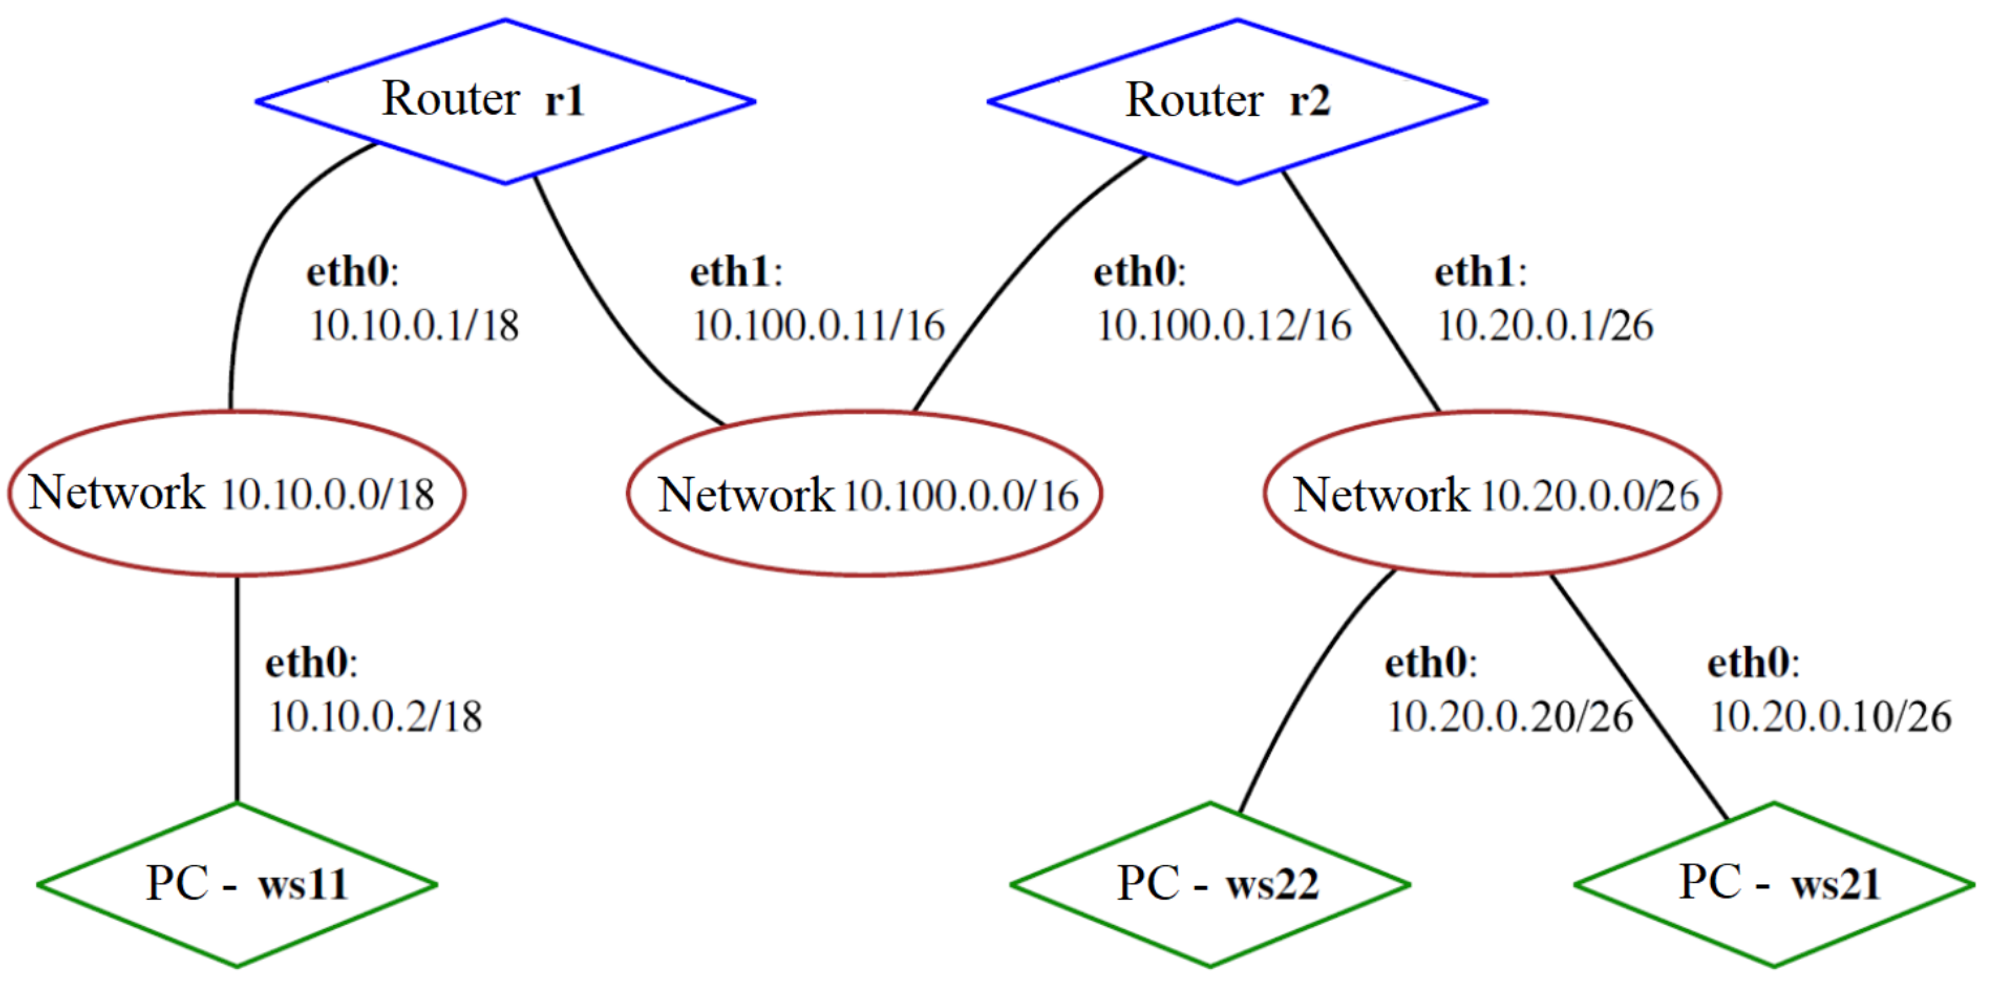 Router r1
Router r2
eth0:
10.10.0.1/18
eth1:
10.100.0.11/16
eth0:
10.100.0.12/16
eth1:
10.20.0.1/26
Network 10.10.0.0/18
Network 10.100.0.0/16
Network 10.20.0.0/26
eth0:
10.10.0.2/18
eth0:
10.20.0.20/26
eth0:
10.20.0.10/26
PC - ws11
PC - ws22
PC - ws21